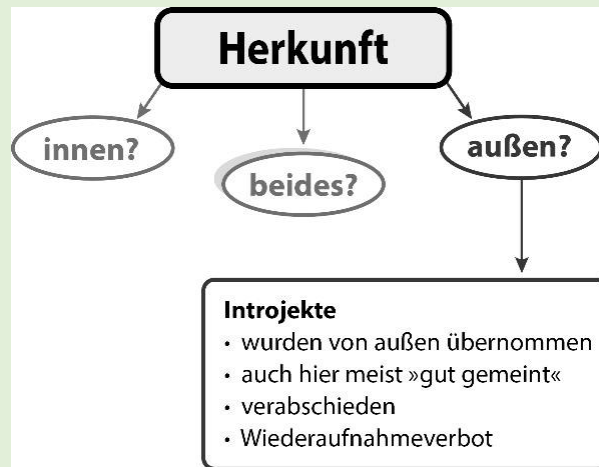 Herkunft
innen?
beides?
außen?
Introjekte
• wurden von außen übernommen
• auch hier meist »gut gemeint«
• verabschieden
• Wiederaufnahmeverbot